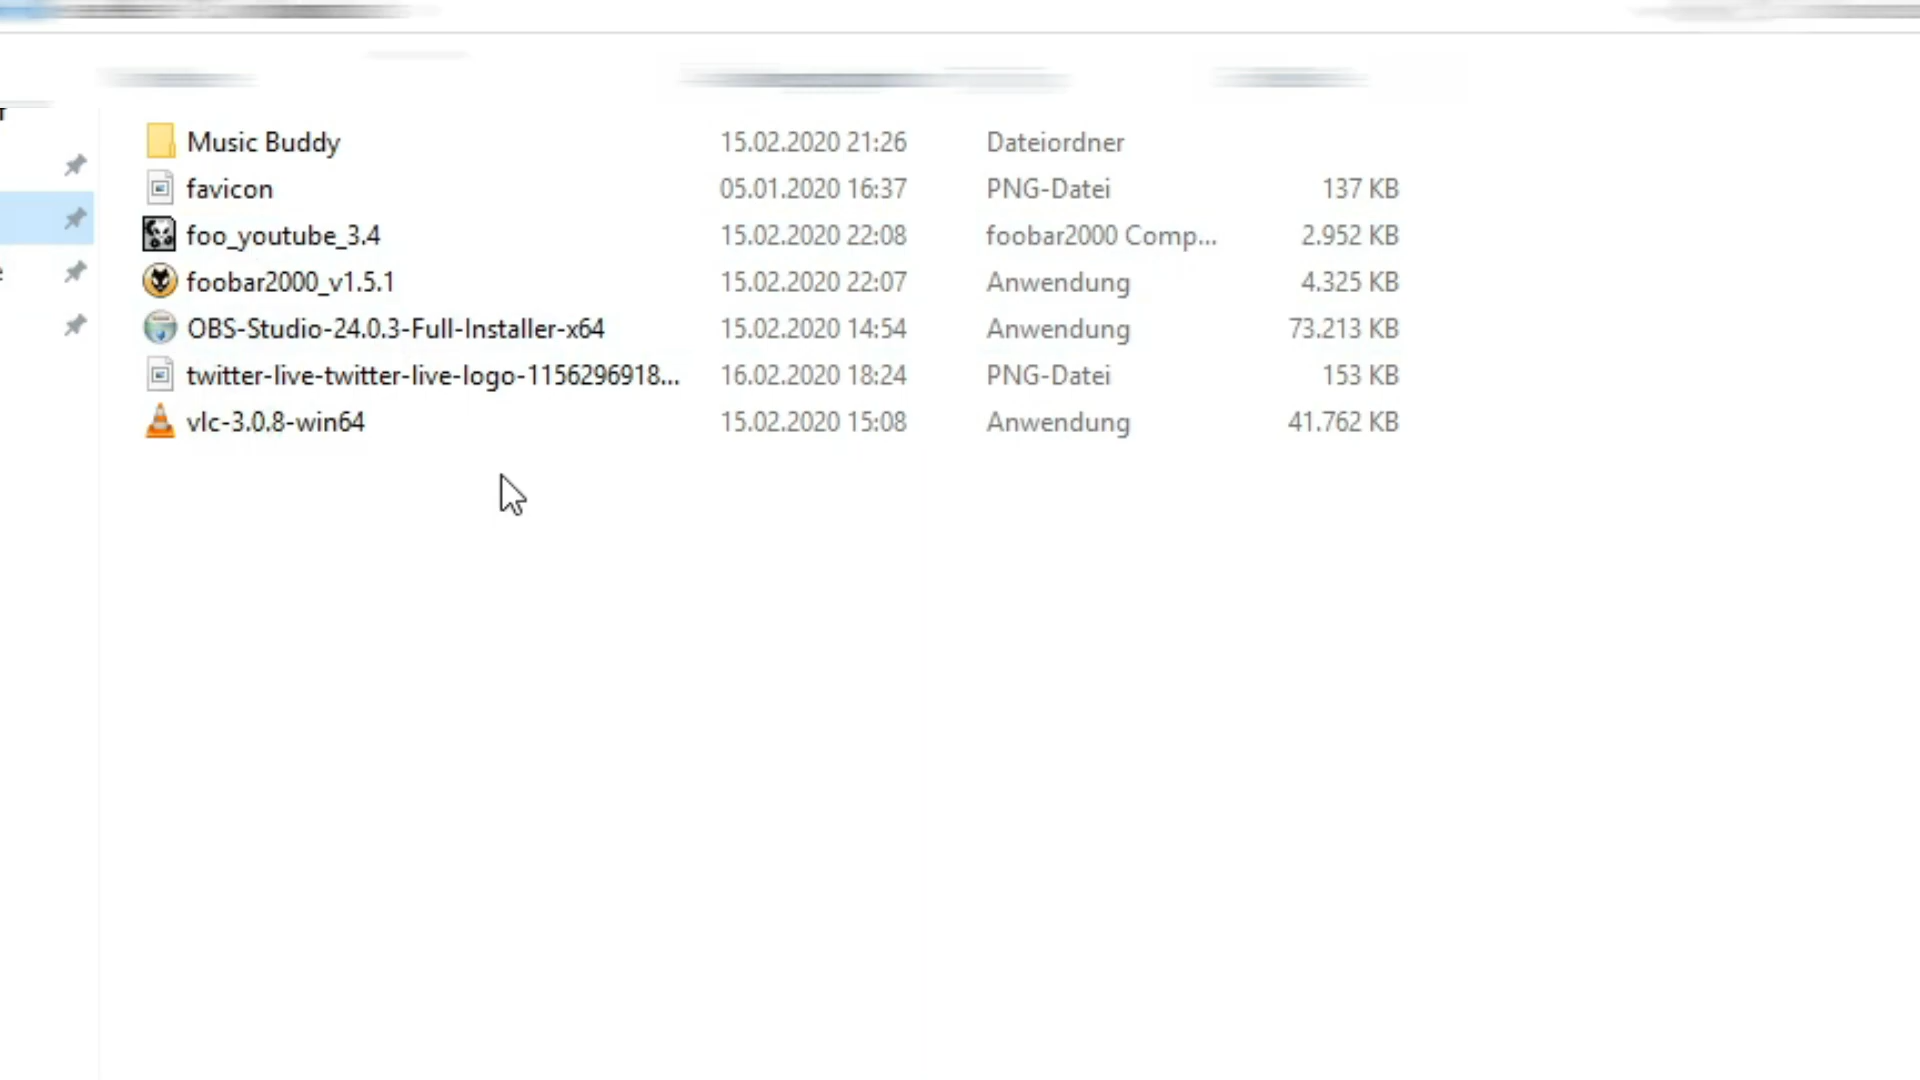 Music Buddy 15.02.2020 21:26 Dateiordner
favicon 05.01.2020 16:37 PNG-Datei 137 KB
foo_youtube_3.4 15.02.2020 22:08 foobar2000 Comp... 2.952 KB
foobar2000_v1.5.1 15.02.2020 22:07 Anwendung 4.325 KB
OBS-Studio-24.0.3-Full-Installer-x64 15.02.2020 14:54 Anwendung 73.213 KB
twitter-live-twitter-live-logo-1156296918... 16.02.2020 18:24 PNG-Datei 153 KB
vlc-3.0.8-win64 15.02.2020 15:08 Anwendung 41.762 KB